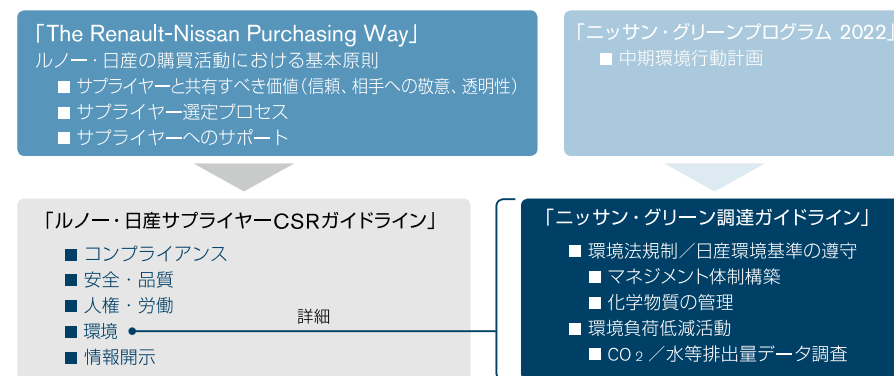 「The Renault-Nissan Purchasing Way」
ルノー・日産の購買活動における基本原則
■ サプライヤーと共有すべき価値（信頼、相手への敬意、透明性）
■ サプライヤー選定プロセス
■ サプライヤーへのサポート
「ニッサン・グリーンプログラム 2022」
■ 中期環境行動計画
「ルノー・日産サプライヤーCSRガイドライン」
■ コンプライアンス
■ 安全・品質
■ 人権・労働
■ 環境
■ 情報開示
詳細
「ニッサン・グリーン調達ガイドライン」
■ 環境法規制／日産環境基準の遵守
■ マネジメント体制構築
■ 化学物質の管理
■ 環境負荷低減活動
■ CO₂／水等排出量データ調査